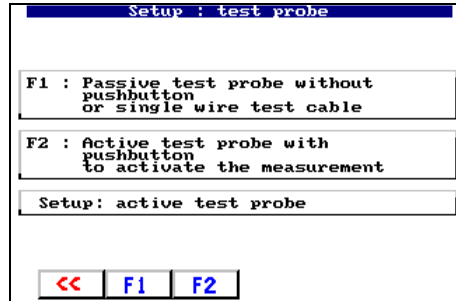 Setup : test probe
F1 : Passive test probe without
pushbutton
or single wire test cable
F2 : Active test probe with
pushbutton
to activate the measurement
Setup: active test probe
<< F1 F2